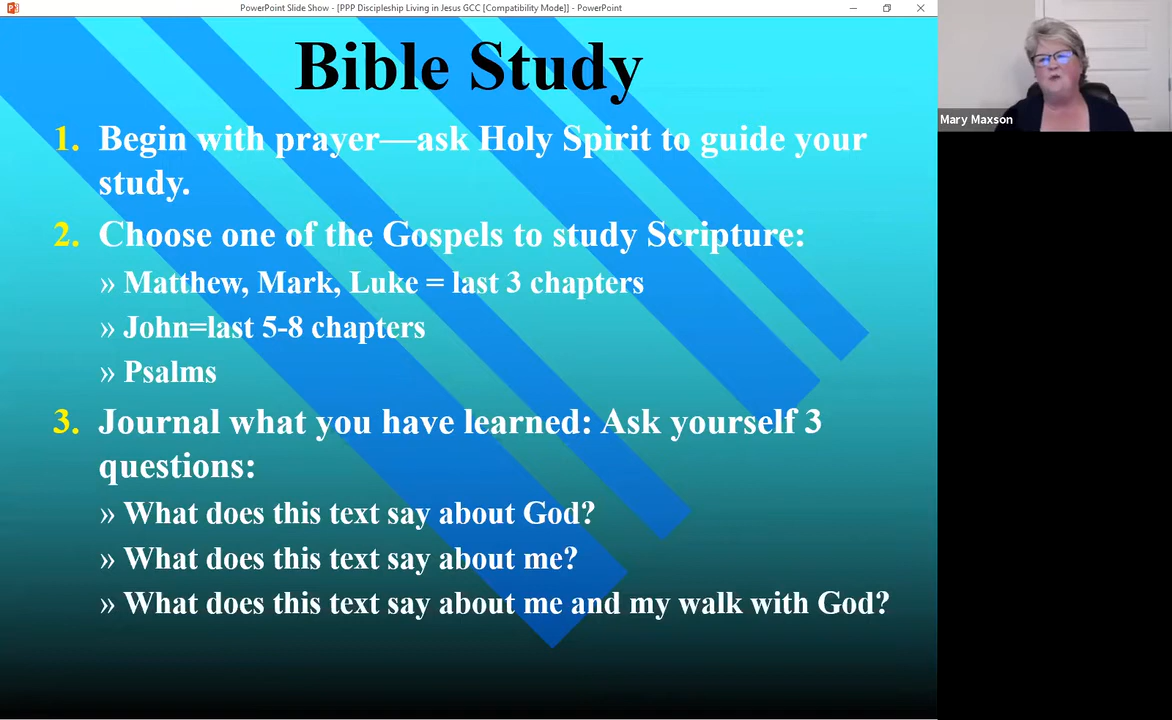 PowerPoint Slide Show - [PPP Discipleship Living in Jesus GCC [Compatibility Mode]] - PowerPoint
Bible Study
1. Begin with prayer—ask Holy Spirit to guide your
study.
2. Choose one of the Gospels to study Scripture:
» Matthew, Mark, Luke = last 3 chapters
» John=last 5-8 chapters
» Psalms
3. Journal what you have learned: Ask yourself 3
questions:
» What does this text say about God?
» What does this text say about me?
» What does this text say about me and my walk with God?
Mary Maxson